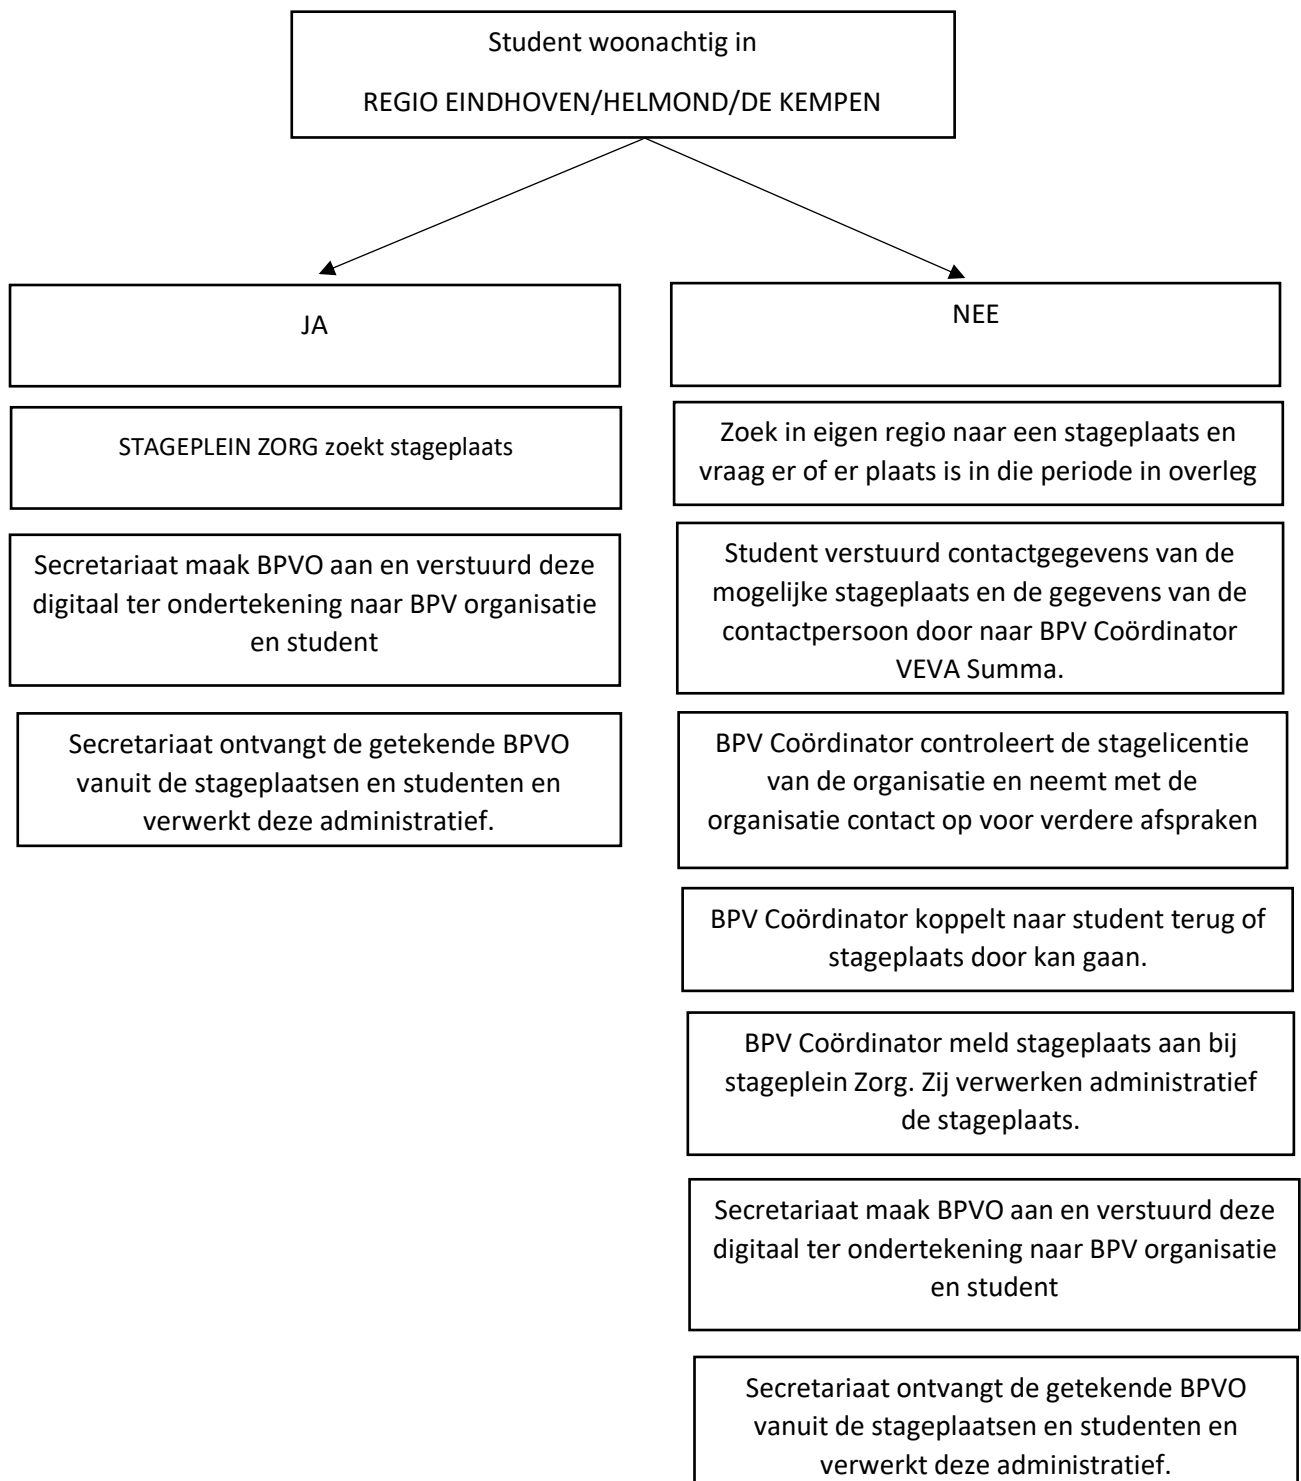 Student woonachtig in
REGIO EINDHOVEN/HELMOND/DE KEMPEN
JA
STAGEPLEIN ZORG zoekt stageplaats
Secretariaat maak BPVO aan en verstuurd deze
digitaal ter ondertekening naar BPV organisatie
en student
Secretariaat ontvangt de getekende BPVO
vanuit de stageplaatsen en studenten en
verwerkt deze administratief.
NEE
Zoek in eigen regio naar een stageplaats en
vraag er of er plaats is in die periode in overleg
Student verstuurd contactgegevens van de
mogelijke stageplaats en de gegevens van de
contactpersoon door naar BPV Coördinator
VEVA Summa.
BPV Coördinator controleert de stagelicentie
van de organisatie en neemt met de
organisatie contact op voor verdere afspraken
BPV Coördinator koppelt naar student terug of
stageplaats door kan gaan.
BPV Coördinator meld stageplaats aan bij
stageplein Zorg. Zij verwerken administratief
de stageplaats.
Secretariaat maak BPVO aan en verstuurd deze
digitaal ter ondertekening naar BPV organisatie
en student
Secretariaat ontvangt de getekende BPVO
vanuit de stageplaatsen en studenten en
verwerkt deze administratief.